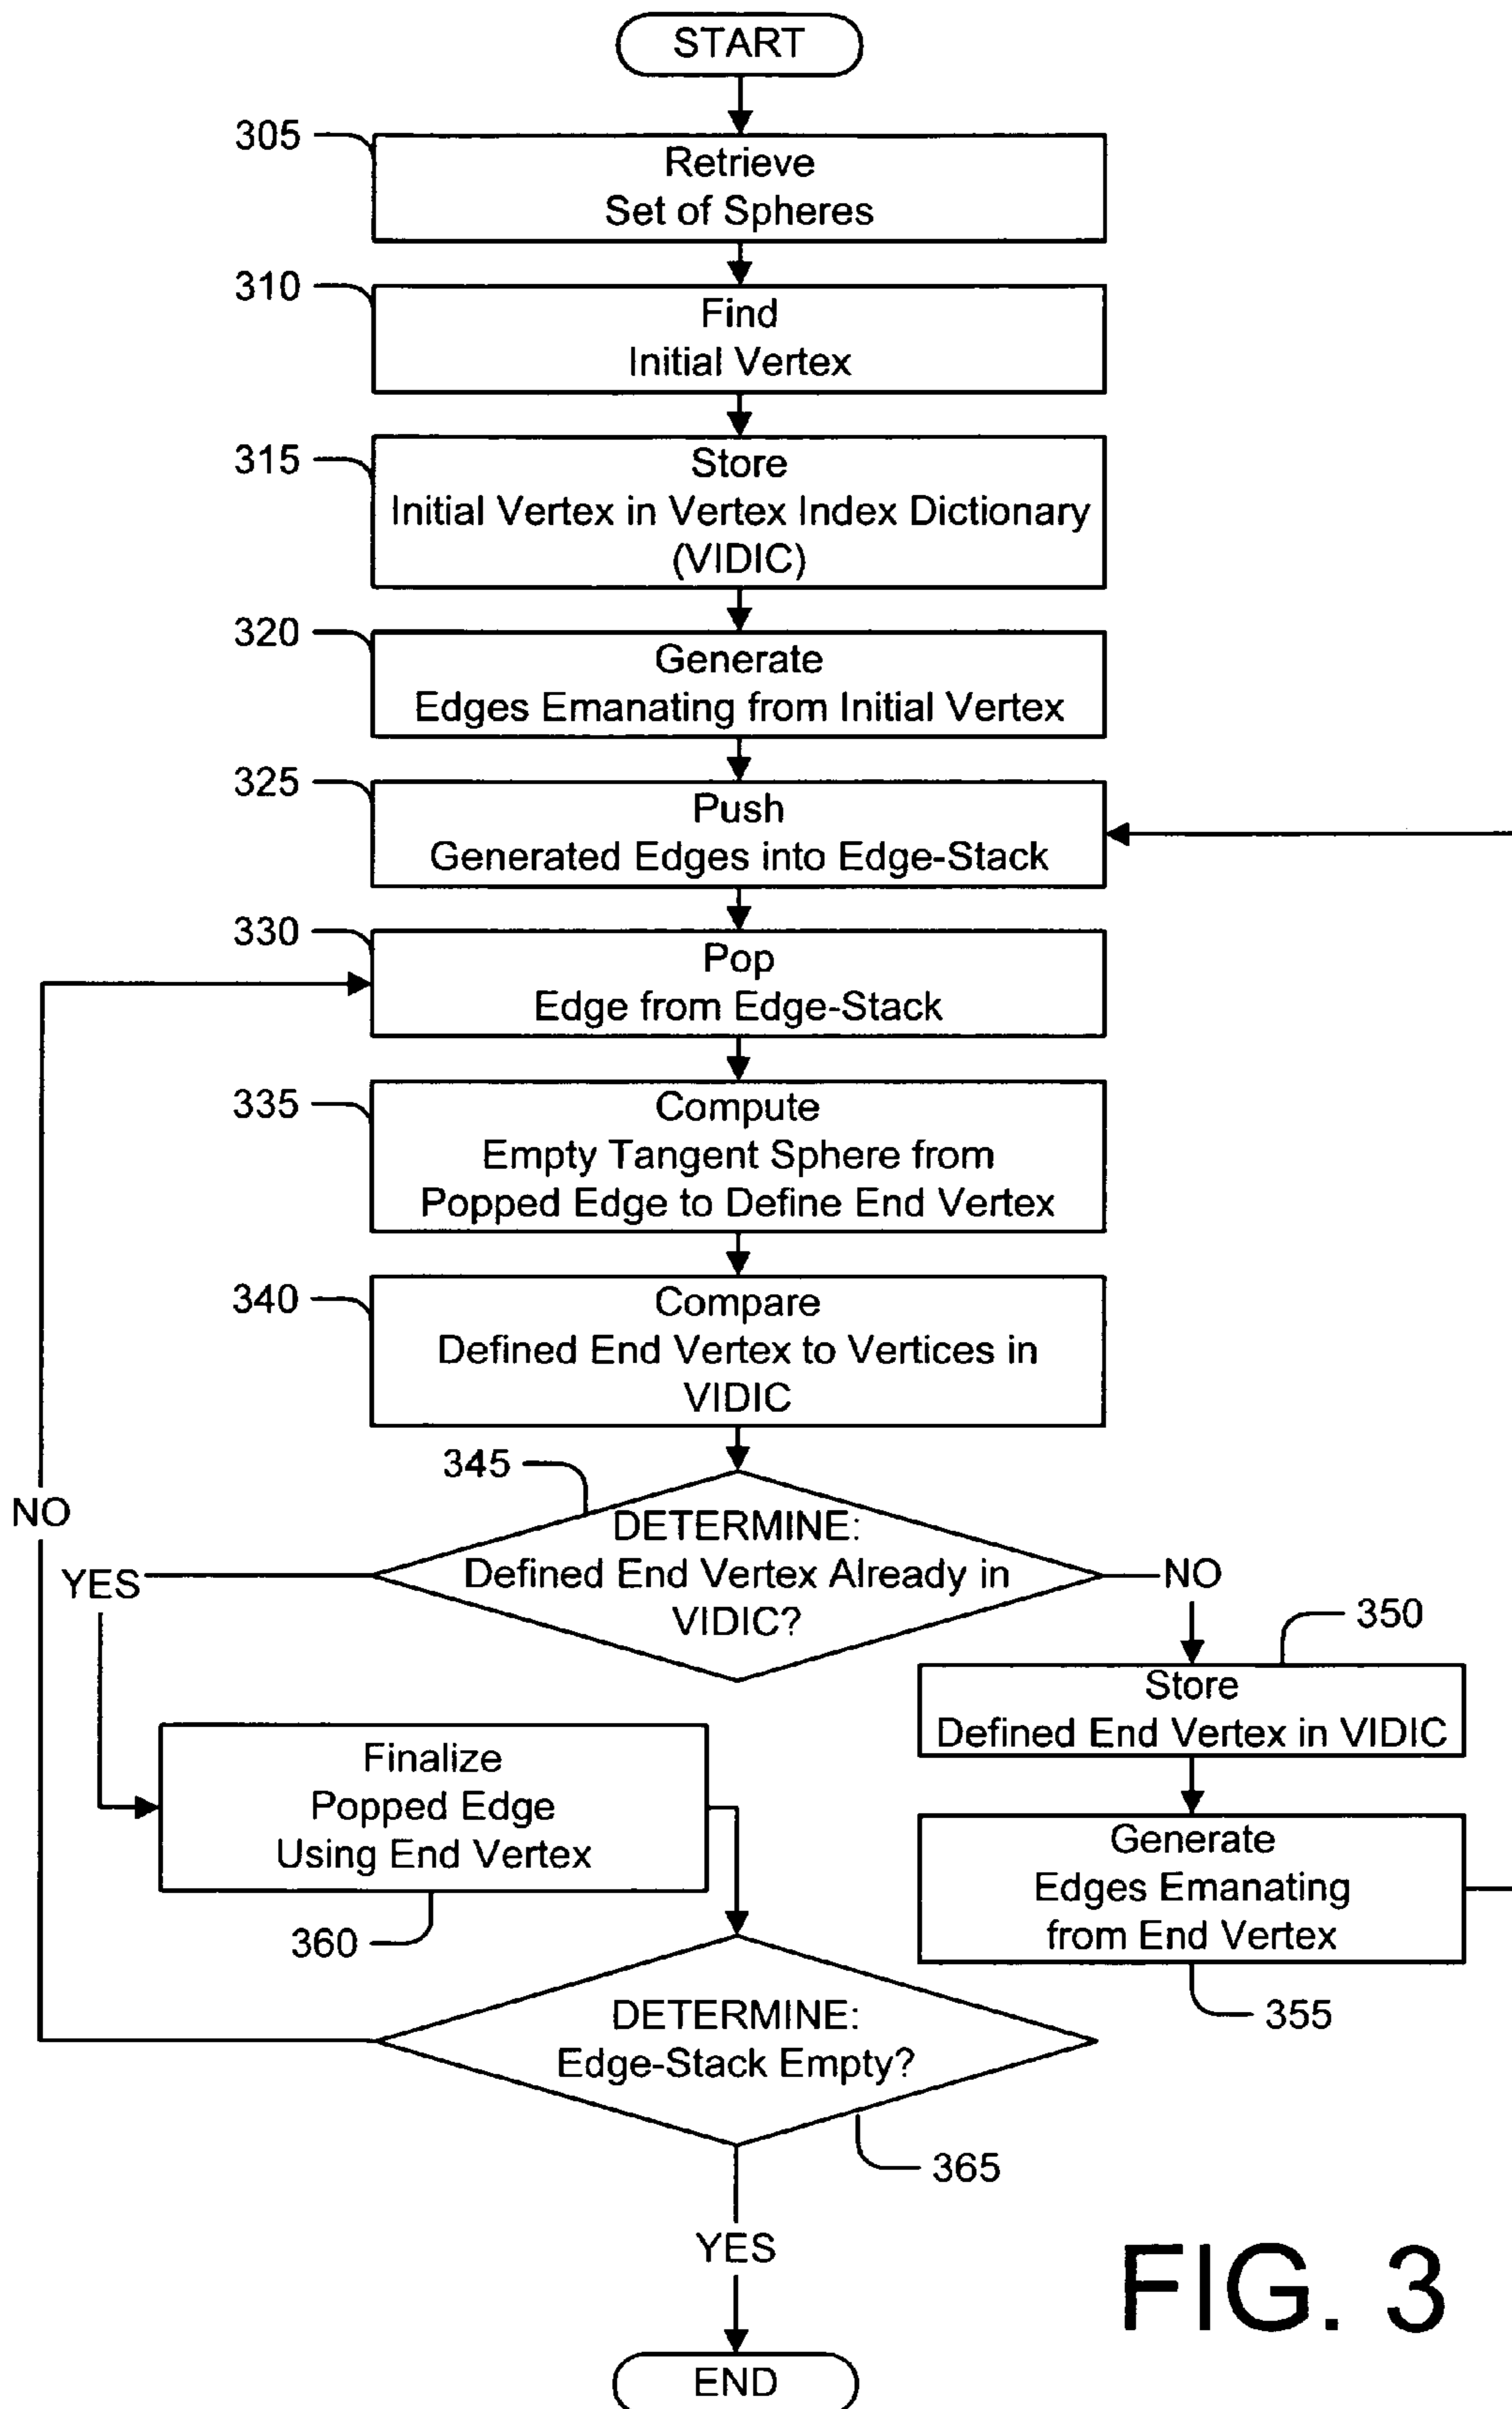 START
305
Retrieve
Set of Spheres
310
Find
Initial Vertex
315
Store
Initial Vertex in Vertex Index Dictionary
(VIDIC)
320
Generate
Edges Emanating from Initial Vertex
325
Push
Generated Edges into Edge-Stack
330
Pop
Edge from Edge-Stack
335
Compute
Empty Tangent Sphere from
Popped Edge to Define End Vertex
340
Compare
Defined End Vertex to Vertices in
VIDIC
345
DETERMINE:
Defined End Vertex Already in
VIDIC?
NO
YES
NO
350
Store
Defined End Vertex in VIDIC
Finalize
Popped Edge
Using End Vertex
360
Generate
Edges Emanating
from End Vertex
355
DETERMINE:
Edge-Stack Empty?
365
YES
END
FIG. 3